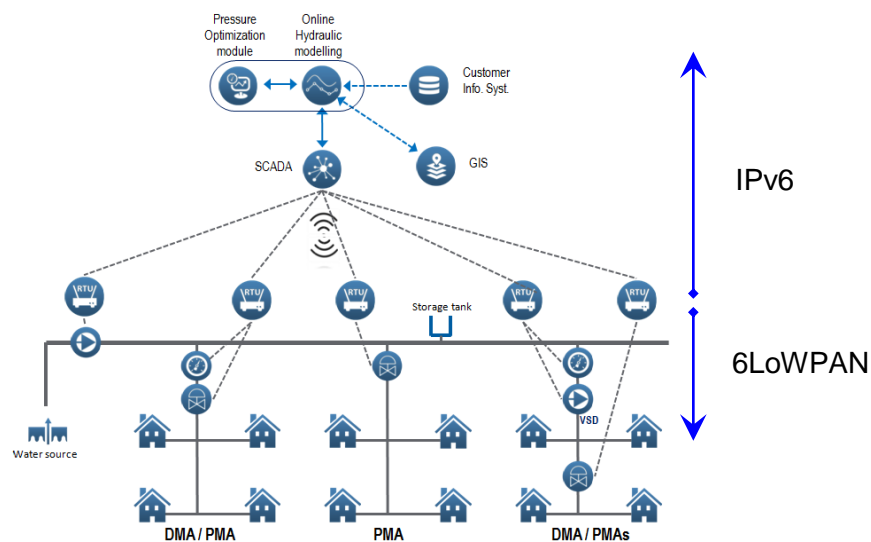 Pressure
Optimization
module
Online
Hydraulic
modelling
Customer
Info. Syst.
SCADA
GIS
IPv6
RTU
RTU
RTU
RTU
RTU
Storage tank
6LoWPAN
VSD
Water source
DMA / PMA
PMA
DMA / PMAs